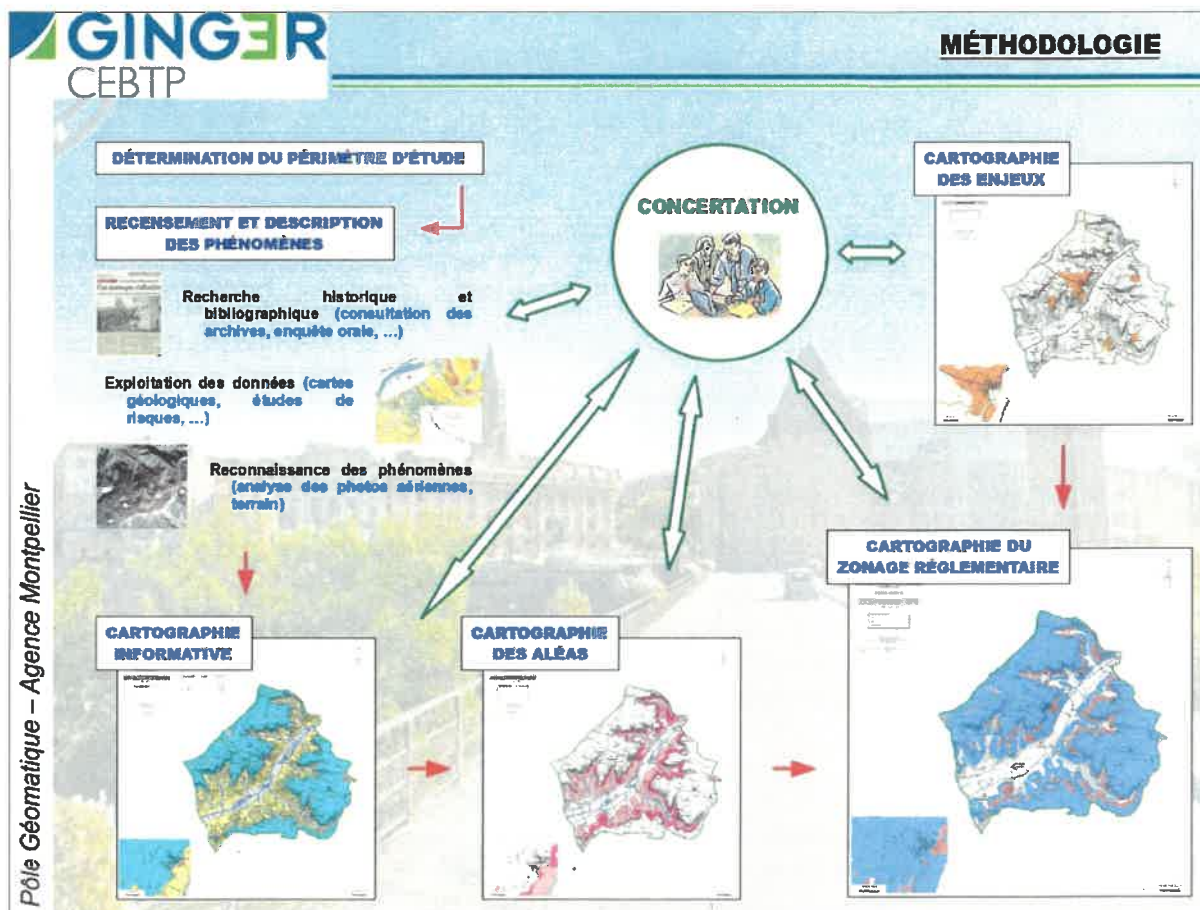 GINGER
CEBTP
MÉTHODOLOGIE
DÉTERMINATION DU PÉRIMÈTRE D'ÉTUDE
RECENSEMENT ET DESCRIPTION
DES PHÉNOMÈNES
Recherche historique et
bibliographique (consultation des
archives, enquête orale, ...)
Exploitation des données (cartes
géologiques, études de
risques, ...)
Reconnaissance des phénomènes
(analyse des photos aériennes,
terrain)
CONCERTATION
CARTOGRAPHIE
DES ENJEUX
CARTOGRAPHIE
INFORMATIVE
CARTOGRAPHIE
DES ALÉAS
CARTOGRAPHIE DU
ZONAGE RÉGLEMENTAIRE
Pôle Géomatique – Agence Montpellier